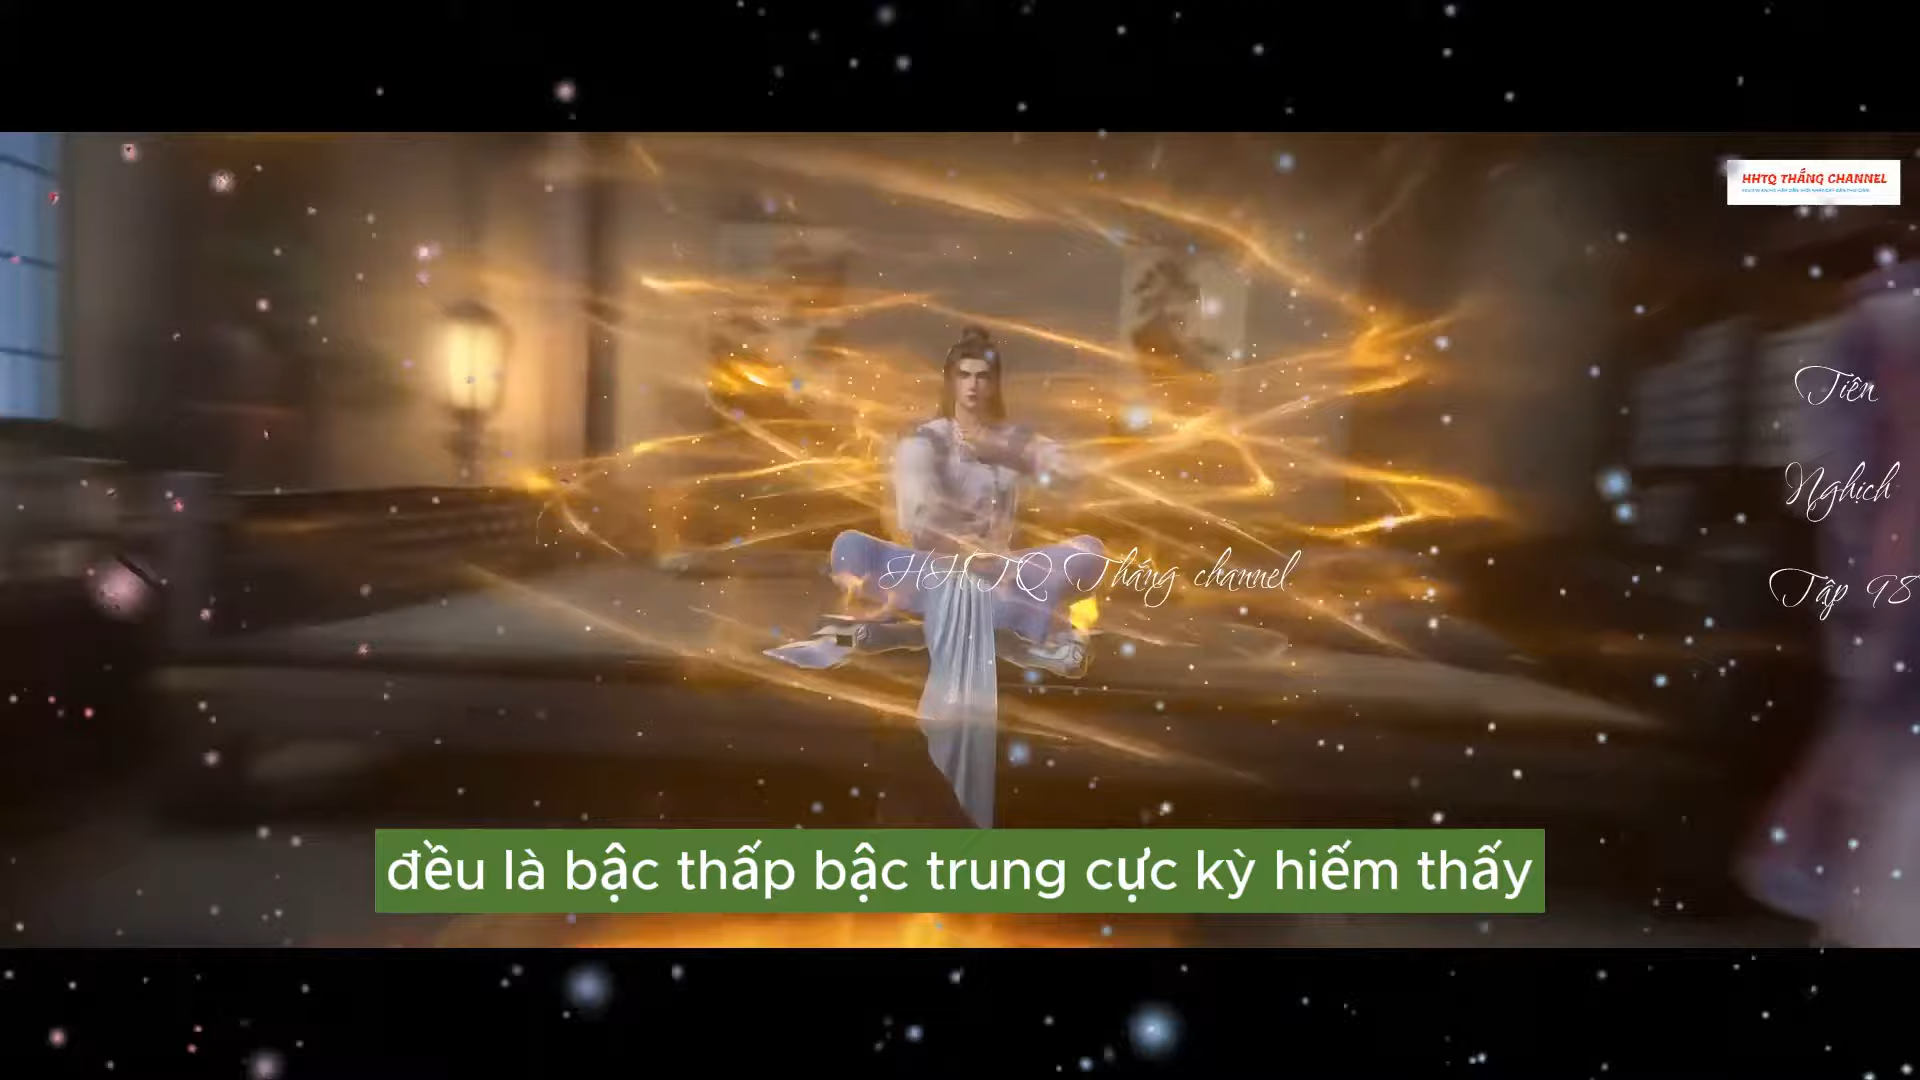 HHTQ THẮNG CHANNEL
Tiên
Nghịch
HHTQ Thắng channel
Tập 98
đều là bậc thấp bậc trung cực kỳ hiếm thấy